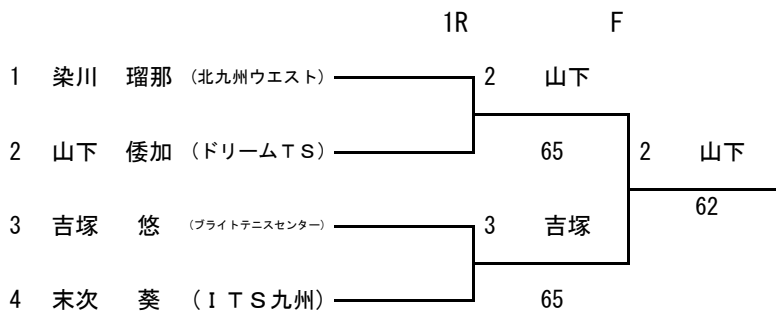 1R F
1 染川 瑠那 (北九州ウエスト) 2 山下
2 山下 倭加 (ドリームTS) 65 2 山下
62
3 吉塚 悠 (ブライトテニスセンター) 3 吉塚
4 末次 葵 (ITS九州) 65